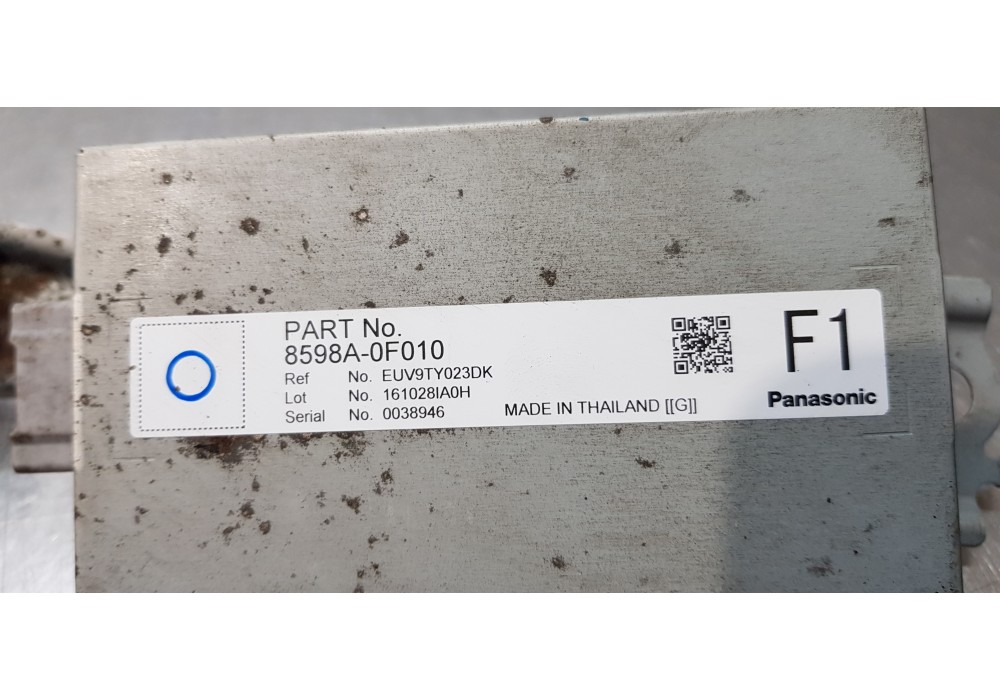 PART No.
8598A-0F010
Ref No. EUV9TY023DK
Lot No. 161028IA0H
Serial No. 0038946
MADE IN THAILAND [[G]]
F1
Panasonic